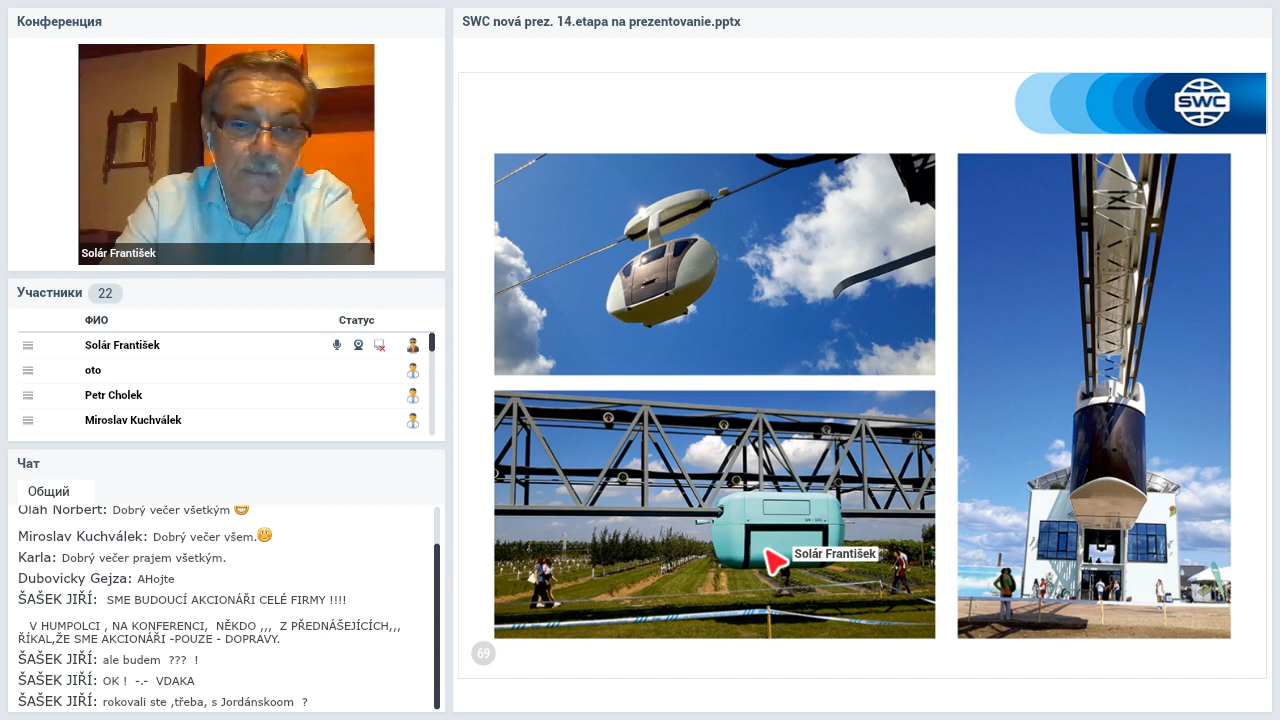 Конференция
Solár František
Участники 22
ФИО Статус
Solár František
oto
Petr Cholek
Miroslav Kuchválek
Чат
Общий
Oláh Norbert: Dobrý večer všetkým
Miroslav Kuchválek: Dobrý večer všem.
Karla: Dobrý večer prajem všetkým.
Dubovicky Gejza: AHojte
ŠAŠEK JIŘÍ: SME BUDOUCÍ AKCIONÁŘI CELÉ FIRMY !!!!
V HUMPOLCI , NA KONFERENCI, NĚKDO ,,, Z PŘEDNÁŠEJÍCÍCH,,,
ŘÍKAL,ŽE SME AKCIONÁŘI -POUZE - DOPRAVY.
ŠAŠEK JIŘÍ: ale budem ??? !
ŠAŠEK JIŘÍ: OK ! -.- VDAKA
ŠAŠEK JIŘÍ: rokovali ste ,třeba, s Jordánskoom ?
SWC nová prez. 14.etapa na prezentovanie.pptx
SWC
Solár František
69